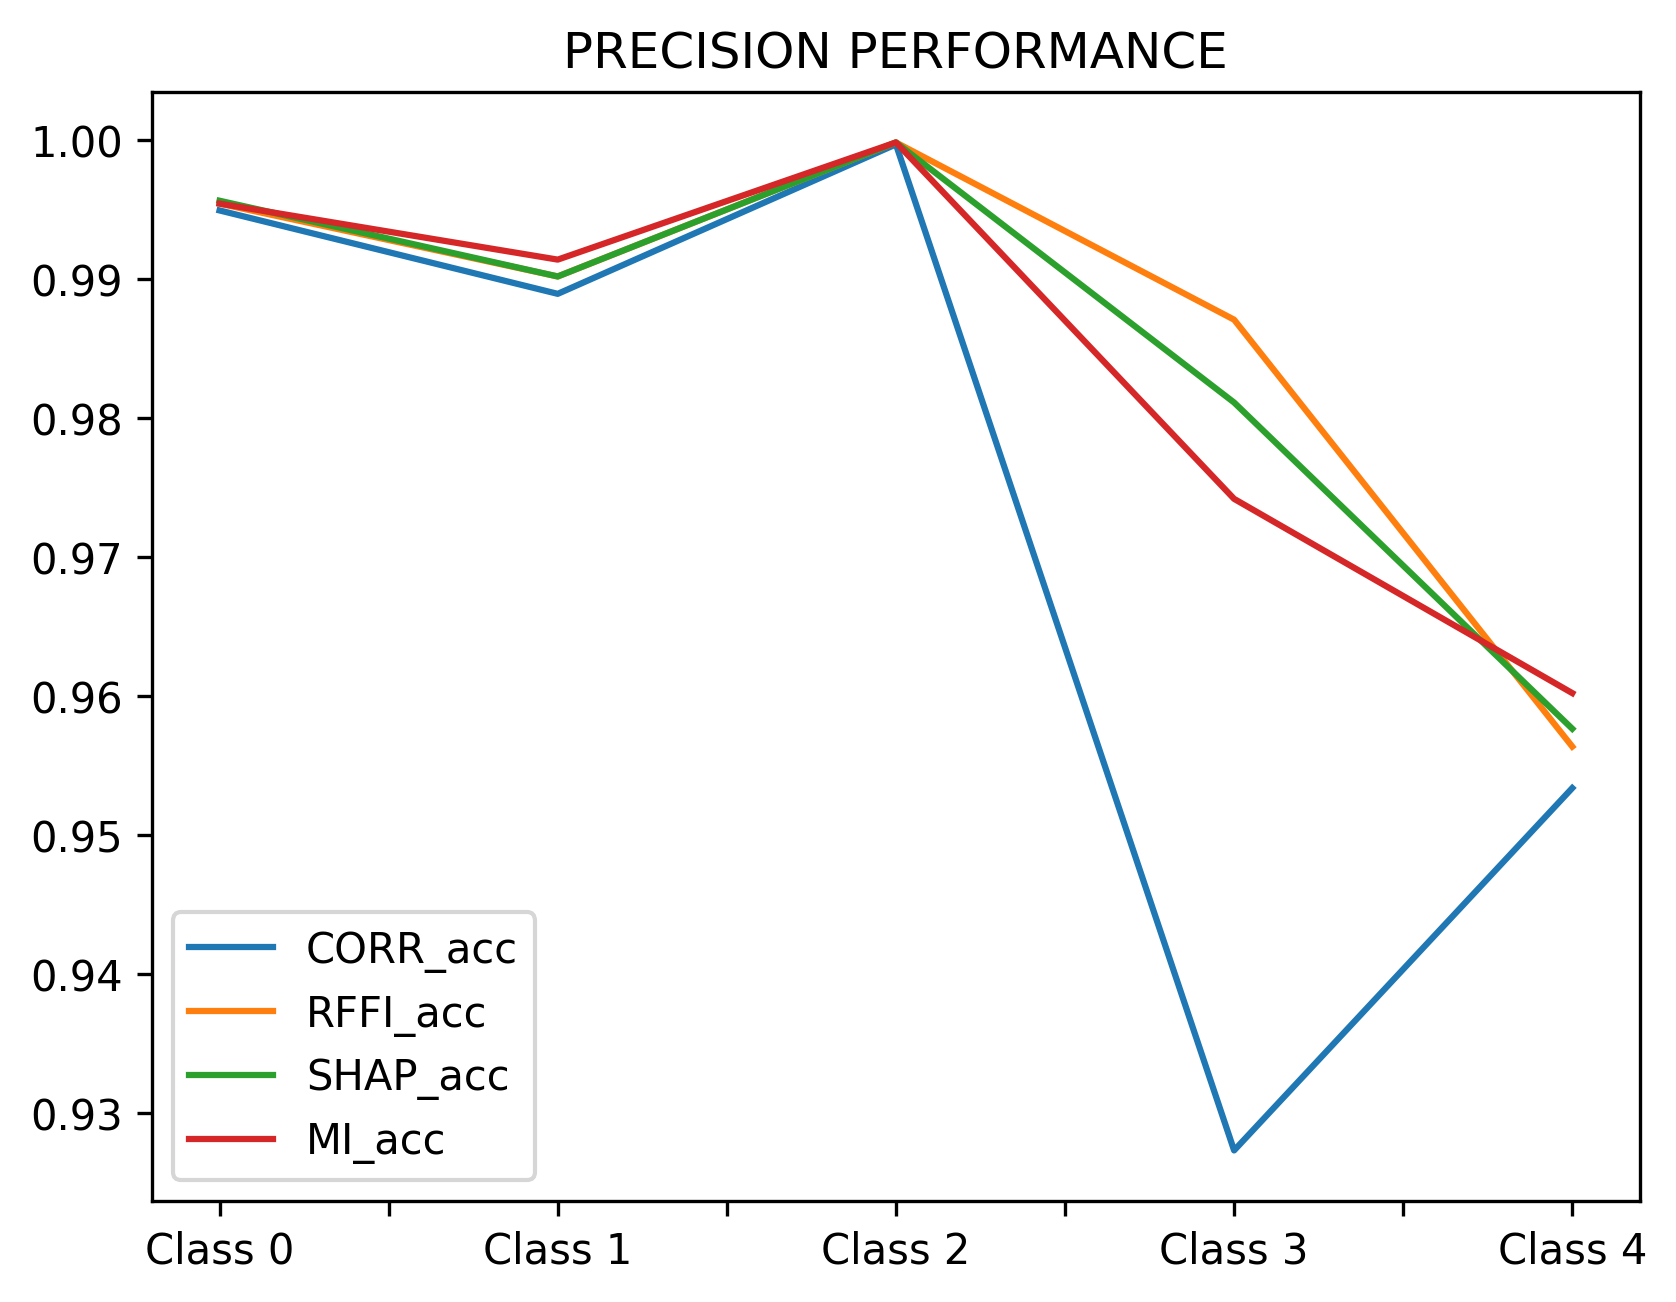 PRECISION PERFORMANCE
1.00
0.99
0.98
0.97
0.96
0.95
0.94
0.93
CORR_acc
RFFI_acc
SHAP_acc
MI_acc
Class 0 Class 1 Class 2 Class 3 Class 4